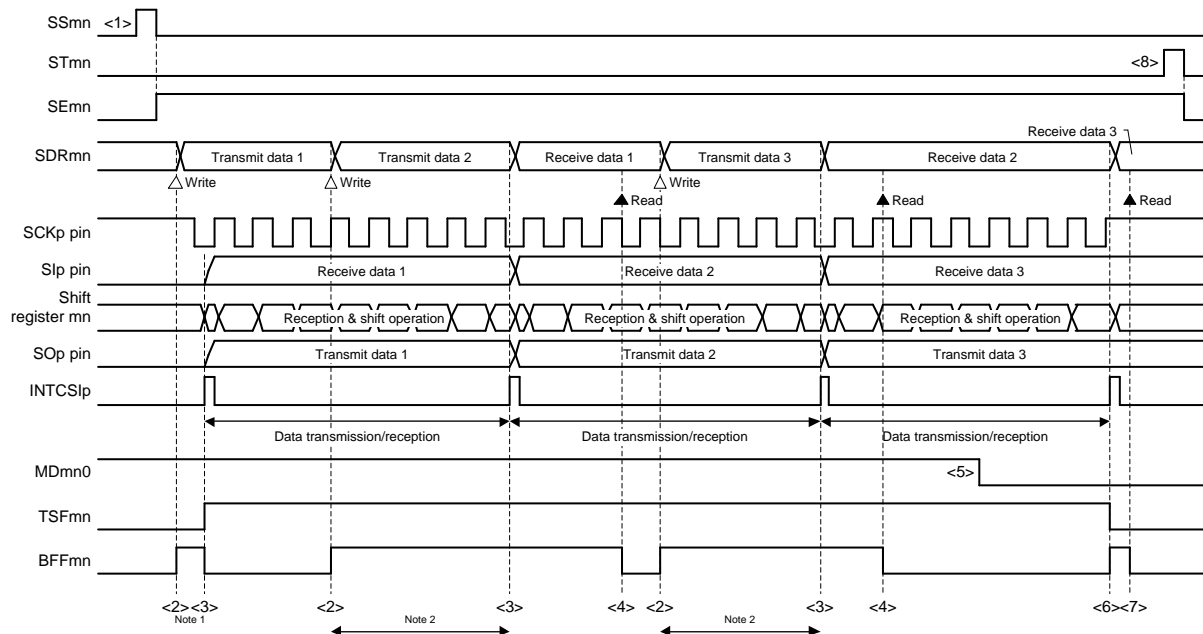 SSmn <1>
STmn <8>
SEmn
Receive data 3
SDRmn Transmit data 1 Transmit data 2 Receive data 1 Transmit data 3 Receive data 2
Write Write Write
Read Read Read
SCKp pin
SIp pin Receive data 1 Receive data 2 Receive data 3
Shift
register mn Reception & shift operation Reception & shift operation Reception & shift operation
SOp pin Transmit data 1 Transmit data 2 Transmit data 3
INTCSIp
Data transmission/reception Data transmission/reception Data transmission/reception
MDmn0 <5>
TSFmn
BFFmn
<2> <3> <2> <3> <4> <2> <3> <4> <6> <7>
Note 1 Note 2 Note 2